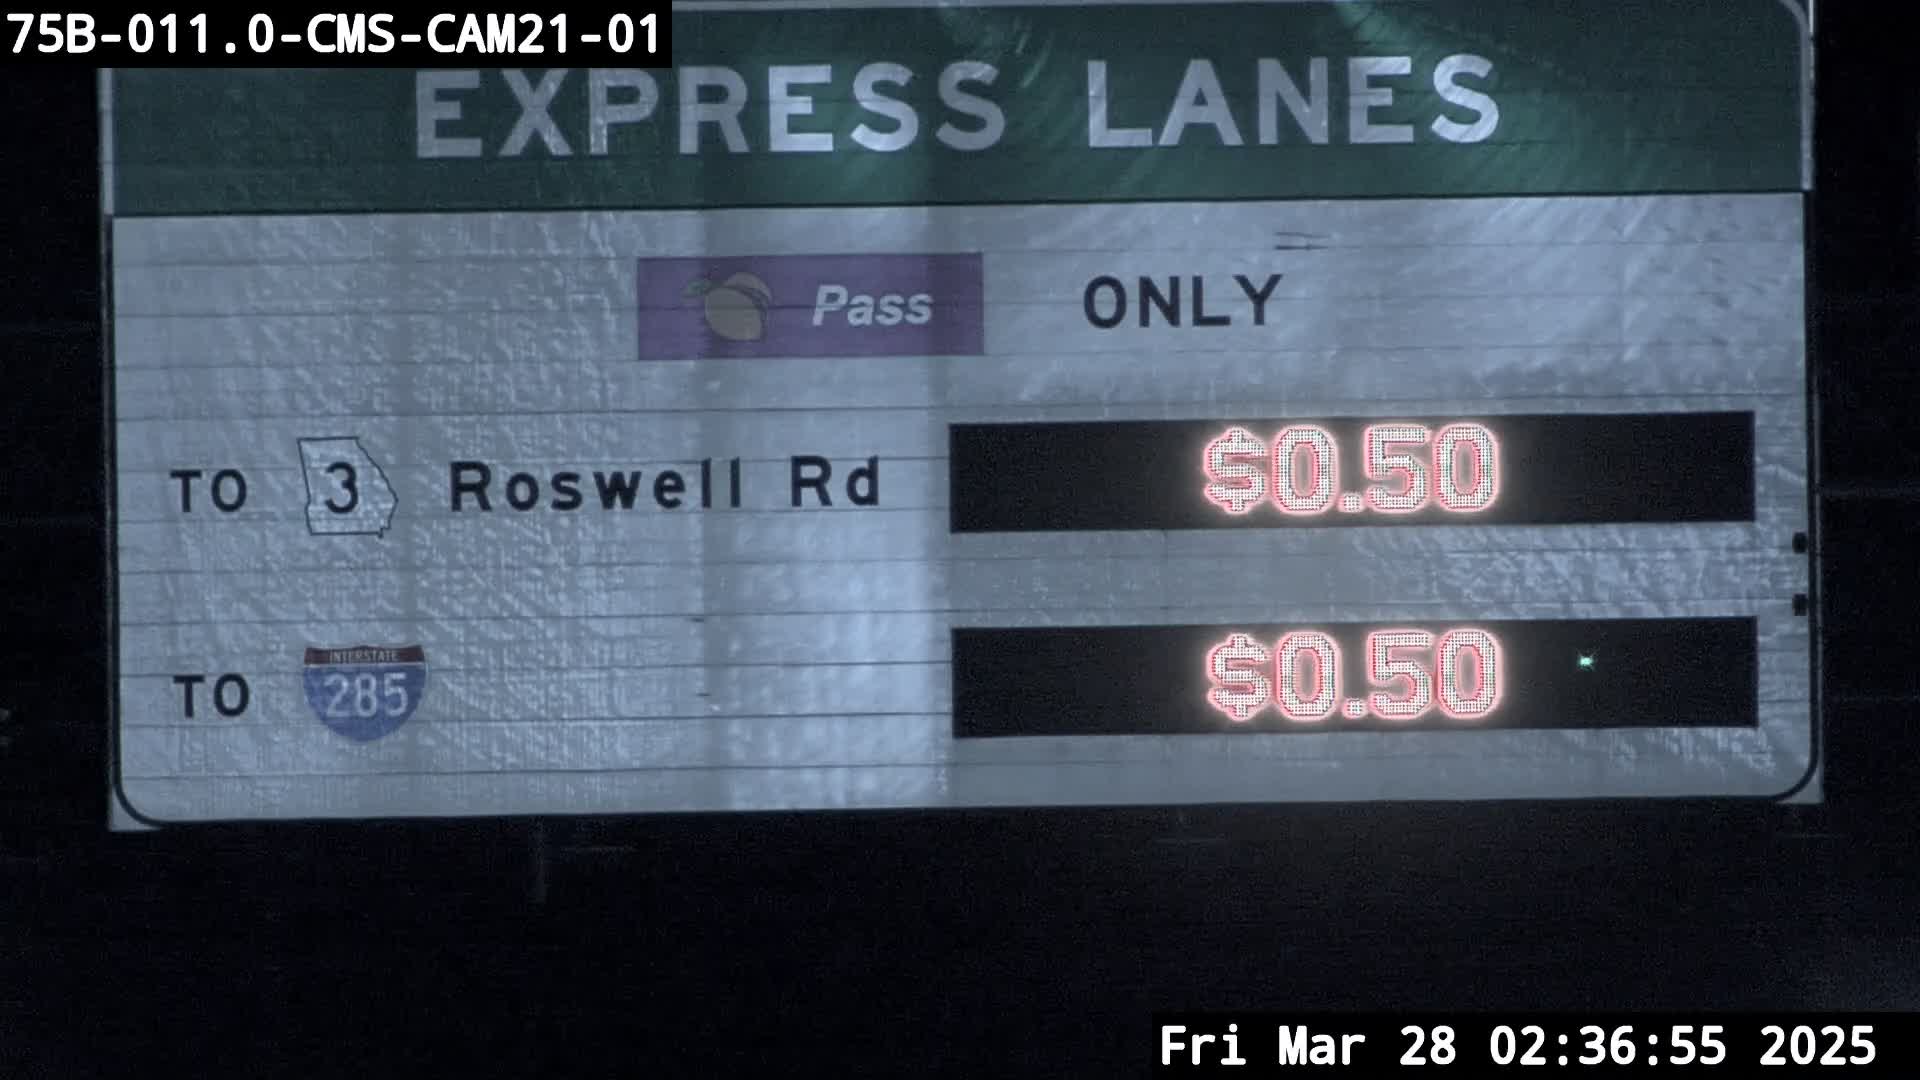 75B-011.0-CMS-CAM21-01
EXPRESS LANES
Pass ONLY
TO 3 Roswell Rd $0.50
INTERSTATE
TO 285 $0.50
Fri Mar 28 02:36:55 2025